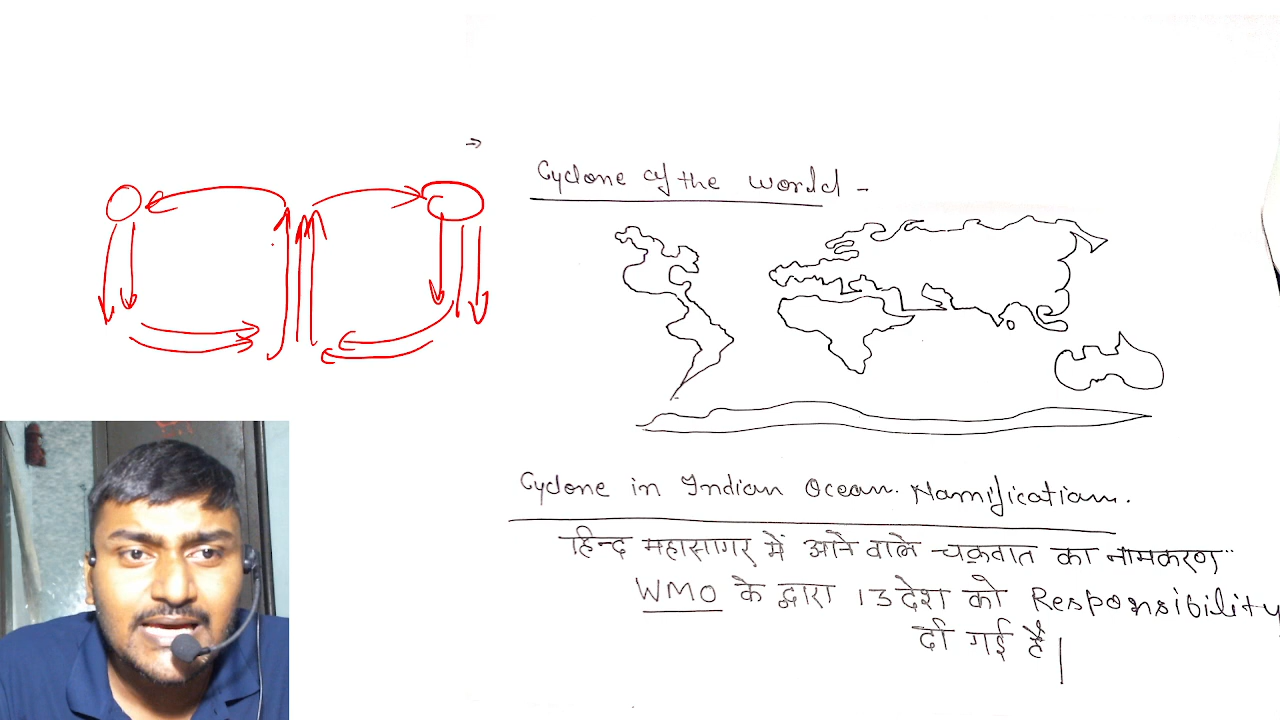 Cyclone of the world -
Cyclone in Indian Ocean. Namification.
हिन्द महासागर में आने वाले चक्रवात का नामकरण
WMO के द्वारा 13 देश को Responsibility
दी गई है|